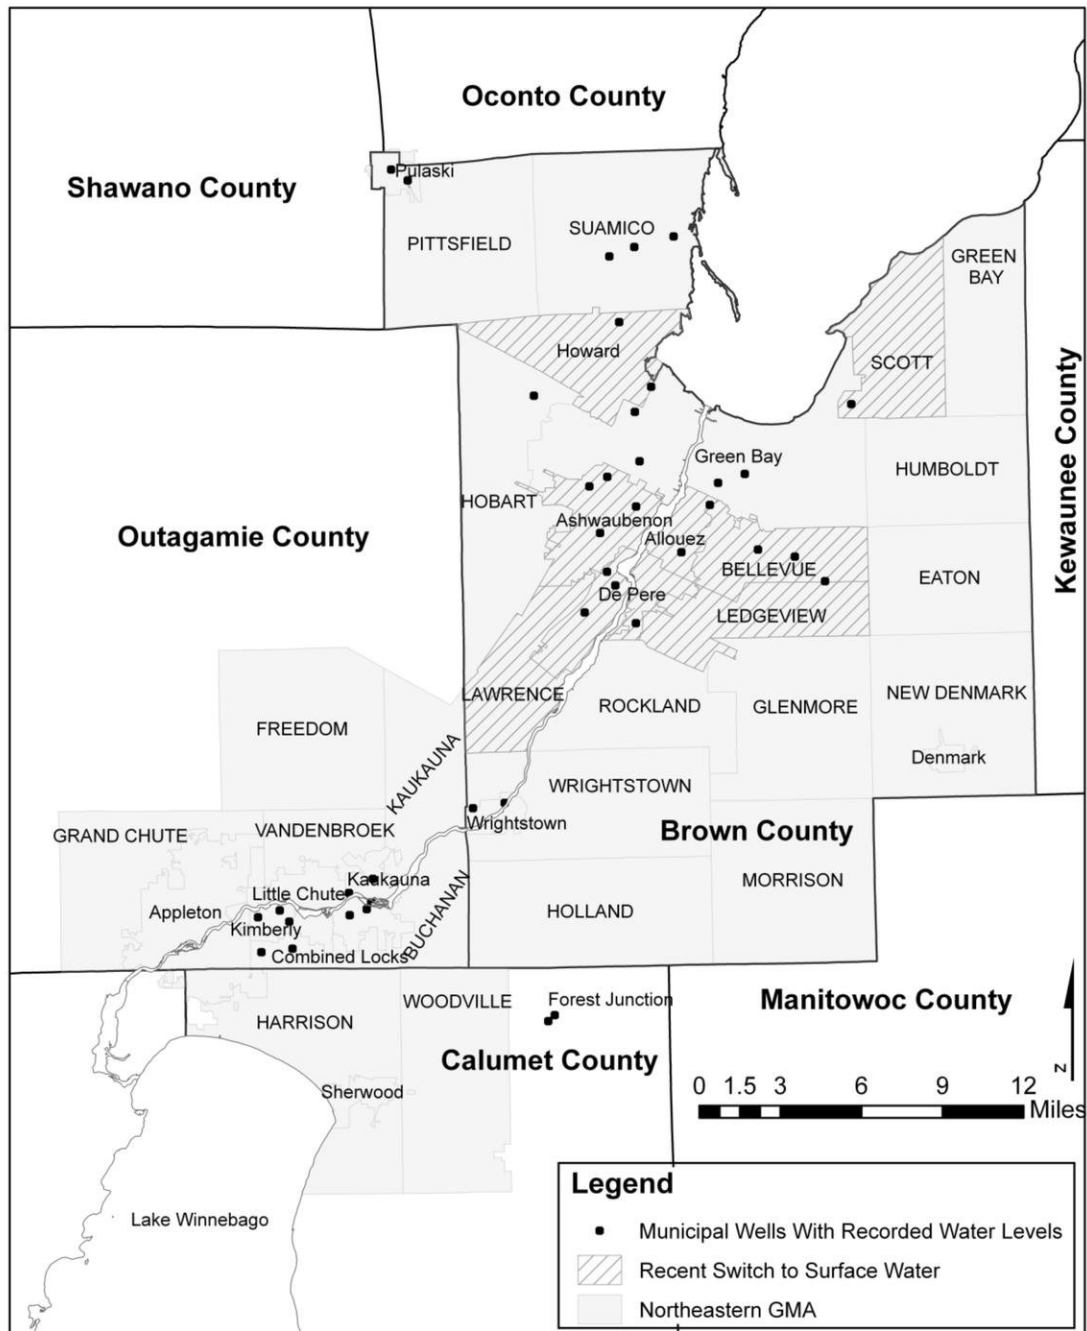 Oconto County
Shawano County
Pulaski
PITTSFIELD
SUAMICO
GREEN
BAY
Howard
SCOTT
Kewaunee County
Green Bay
HUMBOLDT
HOBART
Outagamie County
Ashwaubenon
Allouez
BELLEVUE
EATON
De Pere
LEDGEVIEW
LAWRENCE
ROCKLAND
GLENMORE
NEW DENMARK
FREEDOM
KAUKAUNA
Denmark
WRIGHTSTOWN
Wrightstown
GRAND CHUTE
VANDENBROEK
Brown County
Kaukauna
MORRISON
Little Chute
Appleton
BUCHANAN
HOLLAND
Kimberly
Combined Locks
WOODVILLE
Forest Junction
Manitowoc County
HARRISON
Calumet County
N
Sherwood
0 1.5 3 6 9 12
Miles
Legend
Lake Winnebago
Municipal Wells With Recorded Water Levels
Recent Switch to Surface Water
Northeastern GMA